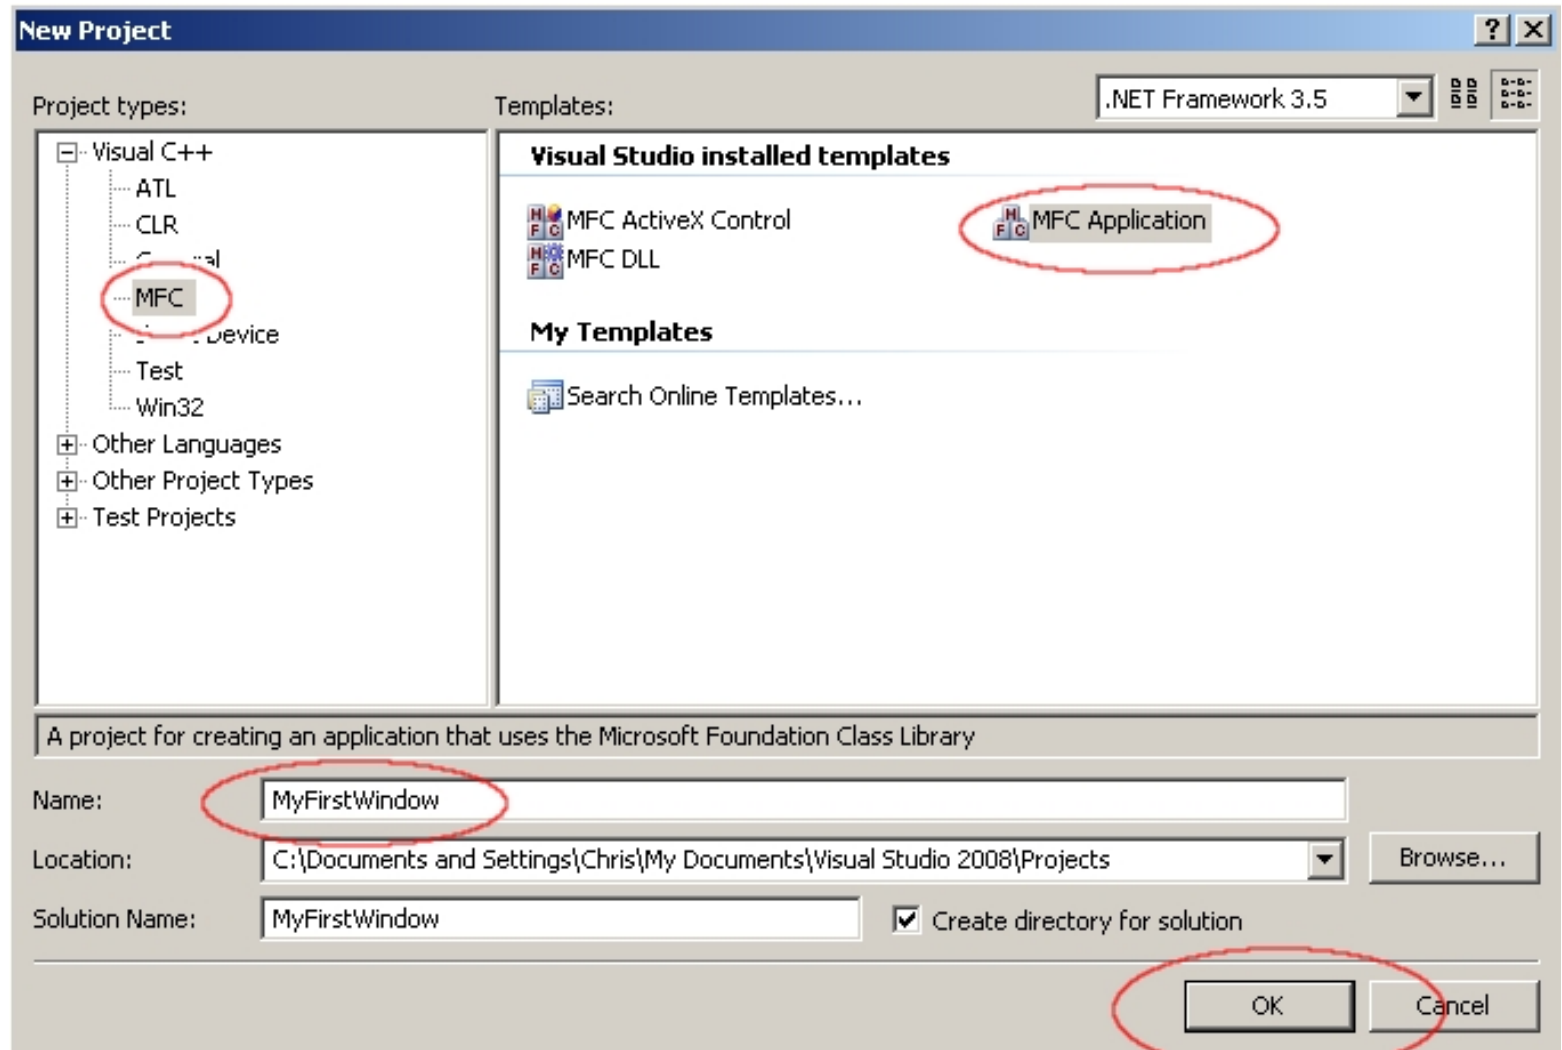 New Project
Project types:
Templates:
.NET Framework 3.5
Visual C++
ATL
CLR
MFC
Device
Test
Win32
Other Languages
Other Project Types
Test Projects
Visual Studio installed templates
MFC ActiveX Control
MFC Application
MFC DLL
My Templates
Search Online Templates...
A project for creating an application that uses the Microsoft Foundation Class Library
Name:
MyFirstWindow
Location:
C:\Documents and Settings\Chris\My Documents\Visual Studio 2008\Projects
Browse...
Solution Name:
MyFirstWindow
Create directory for solution
OK
Cancel